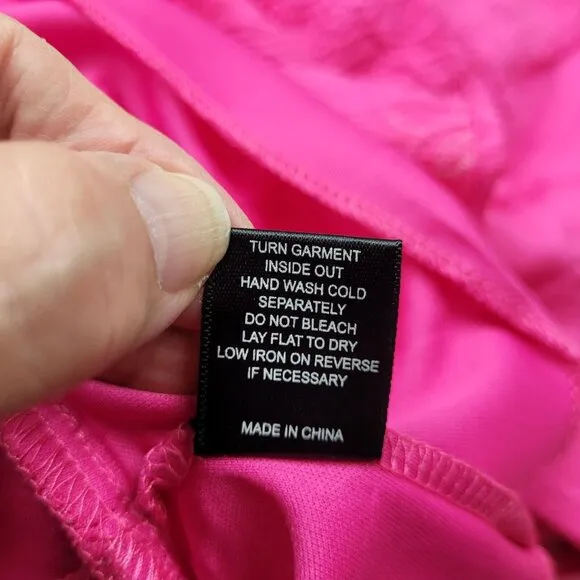 TURN GARMENT
INSIDE OUT
HAND WASH COLD
SEPARATELY
DO NOT BLEACH
LAY FLAT TO DRY
LOW IRON ON REVERSE
IF NECESSARY
MADE IN CHINA